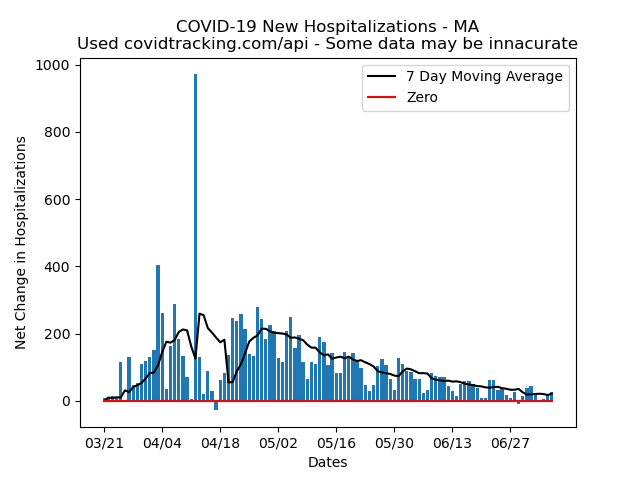 COVID-19 New Hospitalizations - MA
Used covidtracking.com/api - Some data may be innacurate
7 Day Moving Average
Zero
Net Change in Hospitalizations
1000
800
600
400
200
0
03/21 04/04 04/18 05/02 05/16 05/30 06/13 06/27
Dates